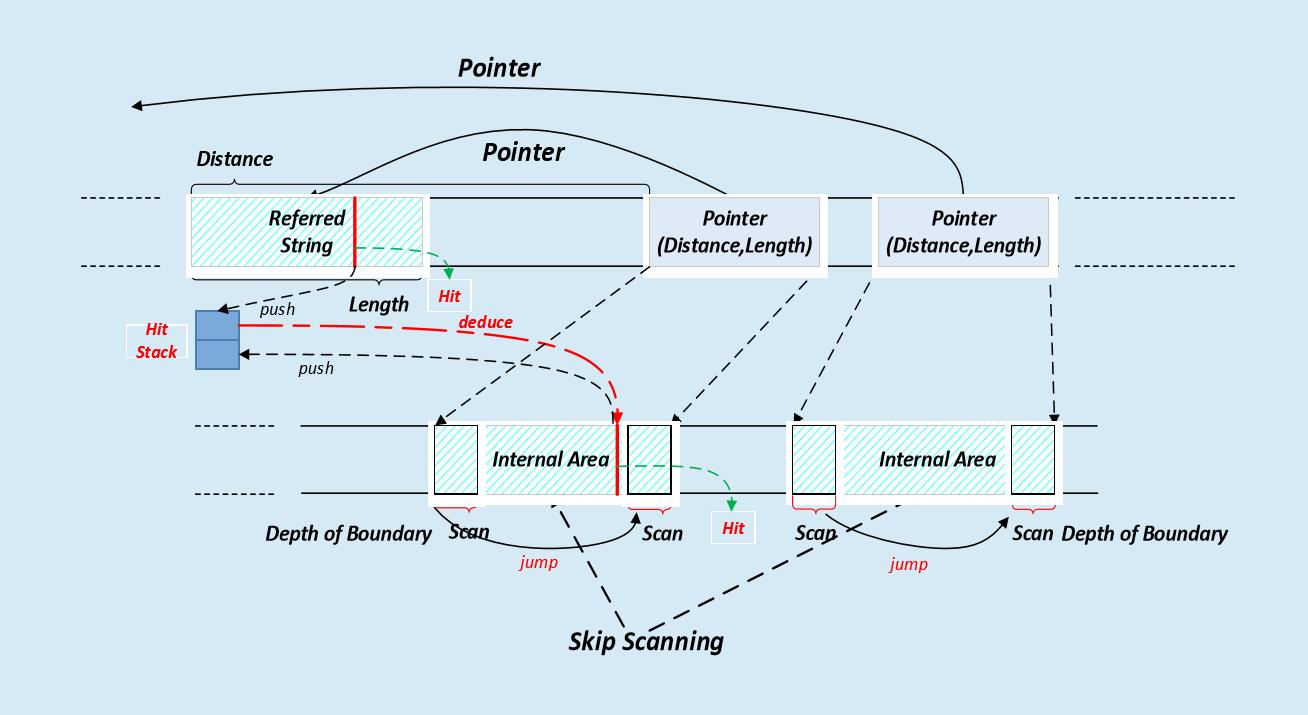 Pointer
Pointer
Distance
Referred
String
Pointer
(Distance,Length)
Pointer
(Distance,Length)
Length
Hit
push
Hit
Stack
deduce
push
Internal Area
Internal Area
Depth of Boundary
Scan
Scan
Hit
Scan
Scan
Depth of Boundary
jump
jump
Skip Scanning